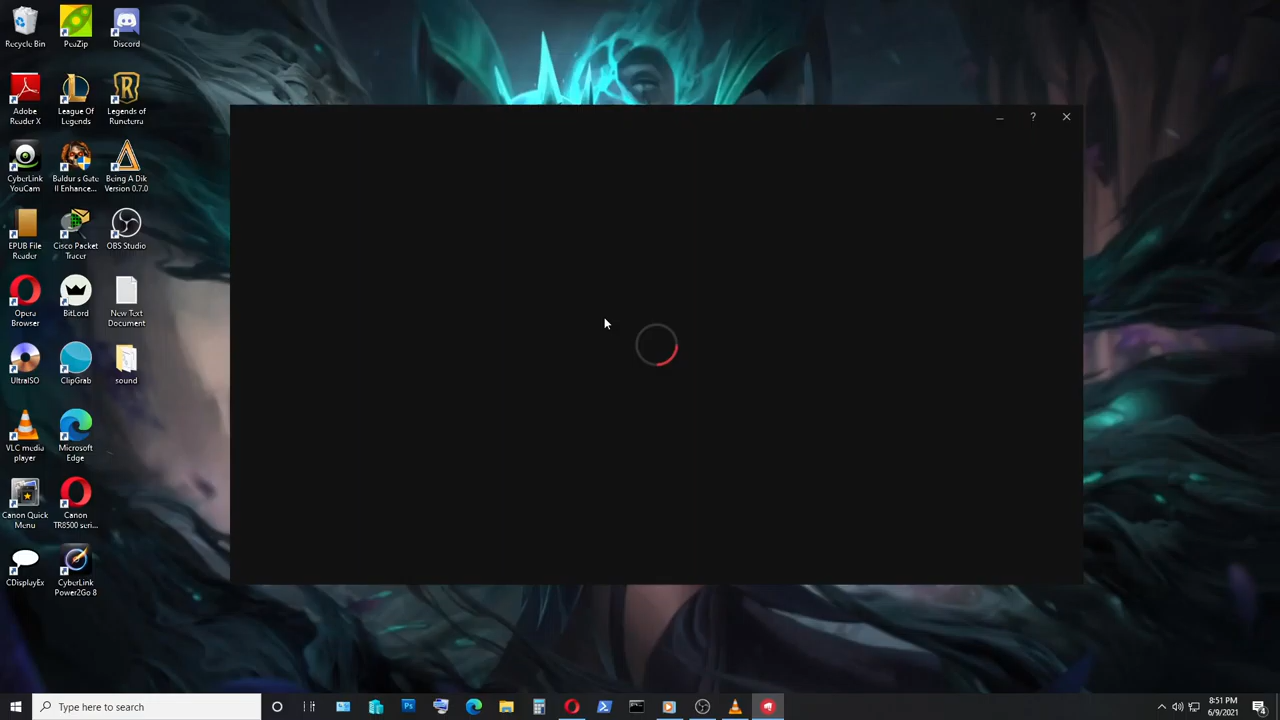 Recycle Bin
PeaZip
Discord
Adobe
Reader X
League Of
Legends
Legends of
Runeterra
CyberLink
YouCam
Baldur's Gate
II Enhance...
Being A Dik
Version 0.7.0
EPUB File
Reader
Cisco Packet
Tracer
OBS Studio
Opera
Browser
BitLord
New Text
Document
UltraISO
ClipGrab
sound
VLC media
player
Microsoft
Edge
Canon Quick
Menu
Canon
TR8500 seri...
CDisplayEx
CyberLink
Power2Go 8
?
Type here to search
8:51 PM
6/9/2021
4